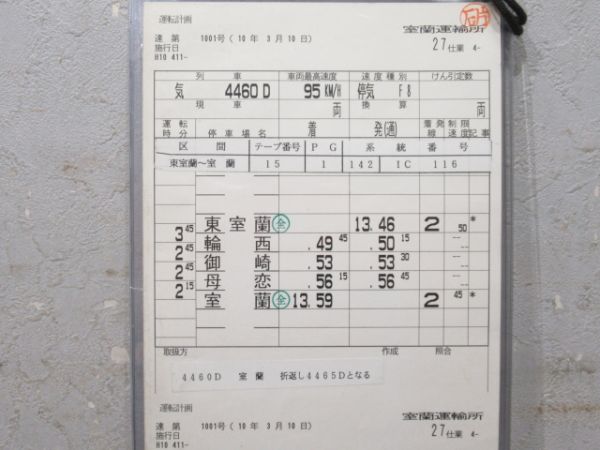 運転計画
達 第 1001号(10年 3月10日)
施行日
H10 411-
石片
室蘭運輸所
27仕業 4-
列車 車両最高速度 速度種別 けん引定数
気 4460D 95KM/H 停気 F8
現車 両 換算 両
運転時分 停車場名 着 発(通) 着発線 制限速度 記事
区間 テープ番号 PG 系統番号
東室蘭〜室蘭 15 1 142 IC 116
東室蘭 全 13.46 2 50 *
3 45
輪西 .49 45 .50 15
2 45
御崎 .53 .53 30
2 45
母恋 .56 15 .56 45
2 15
室蘭 全 13.59 2 45 *
取扱方 作成 照合
4460D 室蘭 折返し4465Dとなる
運転計画
達 第 1001号(10年 3月10日)
施行日
H10 411-
室蘭運輸所
27仕業 4-